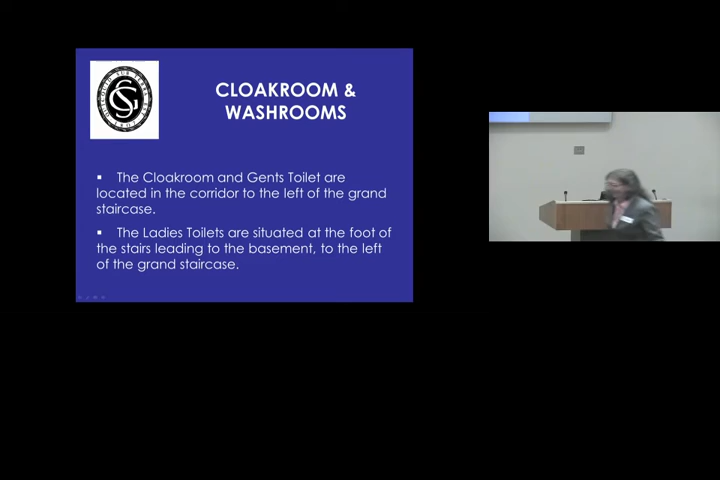 CLOAKROOM &
WASHROOMS
▪ The Cloakroom and Gents Toilet are
located in the corridor to the left of the grand
staircase.
▪ The Ladies Toilets are situated at the foot of
the stairs leading to the basement, to the left
of the grand staircase.